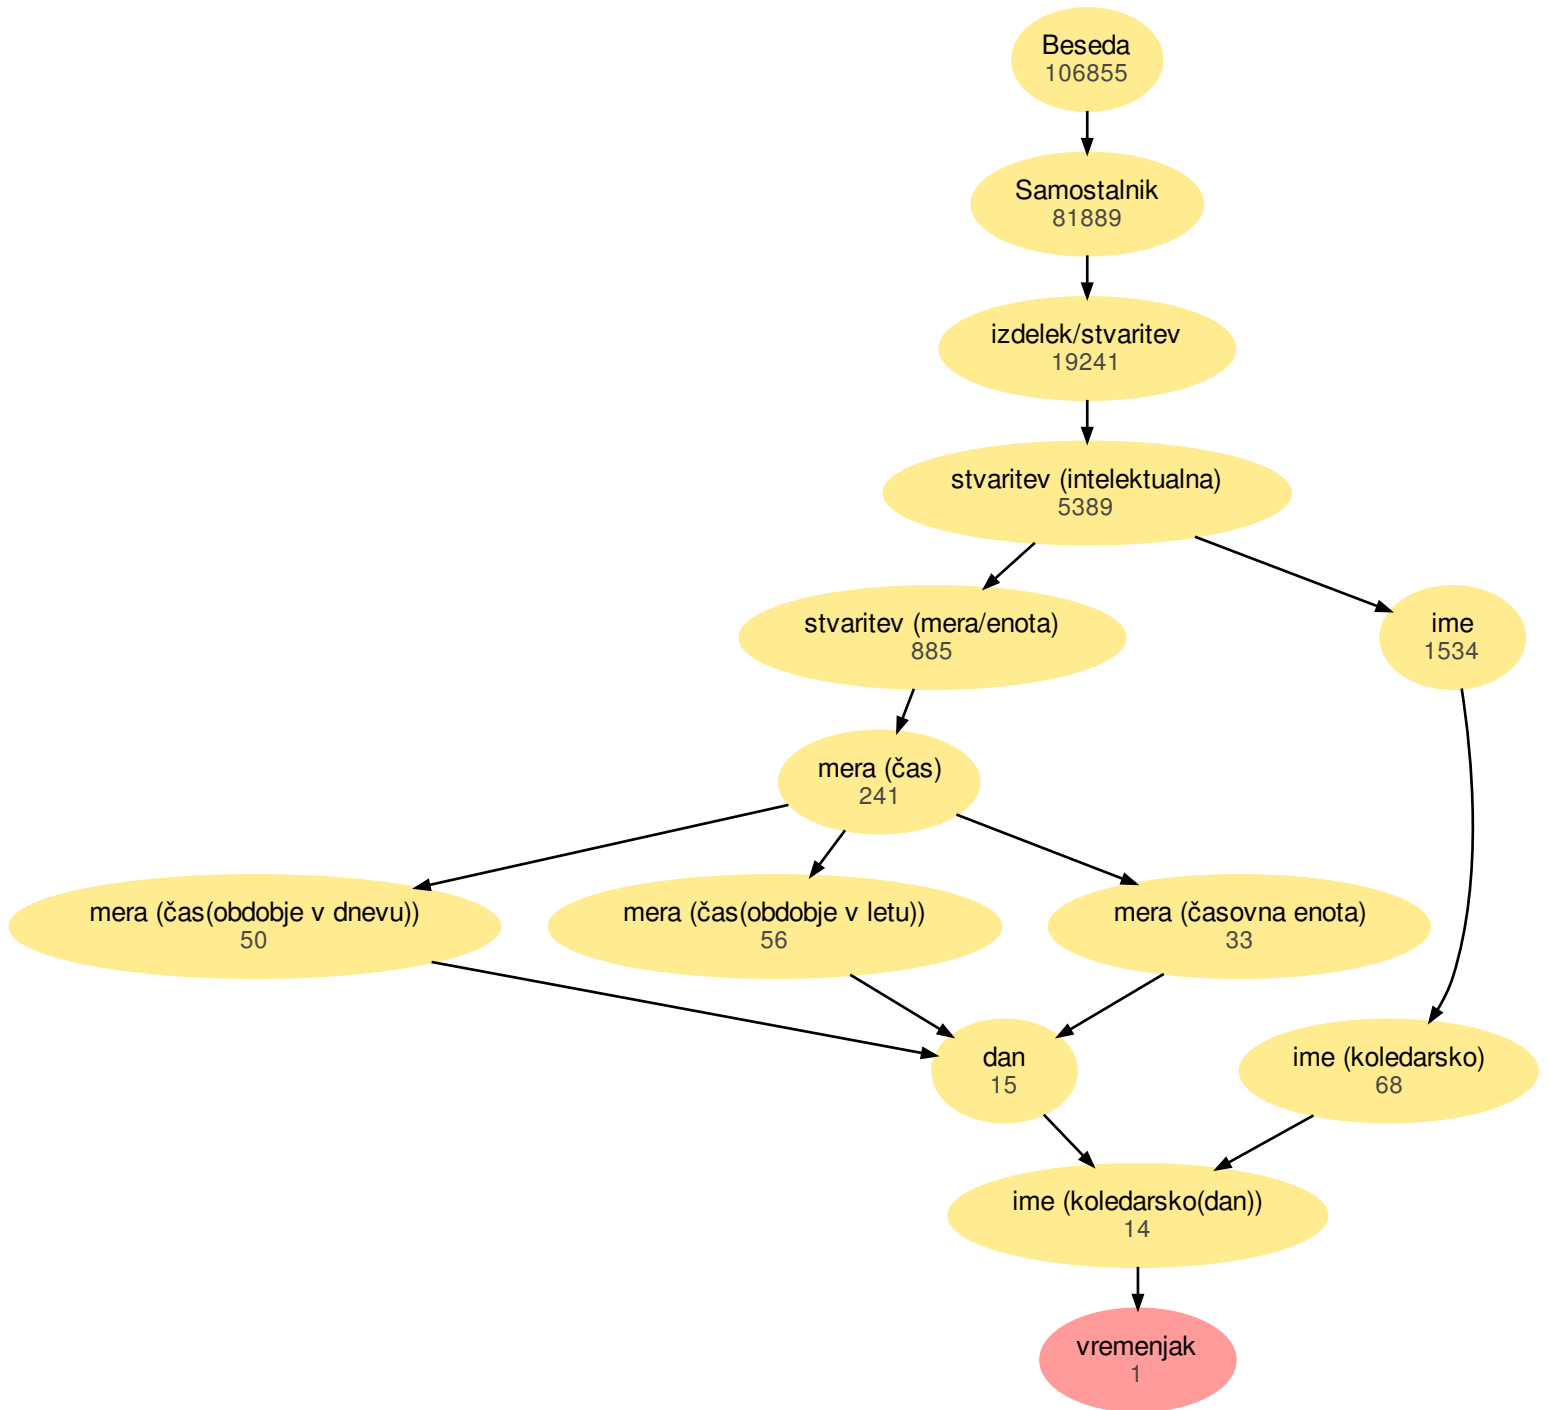 Beseda
106855
Samostalnik
81889
izdelek/stvaritev
19241
stvaritev (intelektualna)
5389
stvaritev (mera/enota)
885
ime
1534
mera (čas)
241
mera (čas(obdobje v dnevu))
50
mera (čas(obdobje v letu))
56
mera (časovna enota)
33
dan
15
ime (koledarsko)
68
ime (koledarsko(dan))
14
vremenjak
1